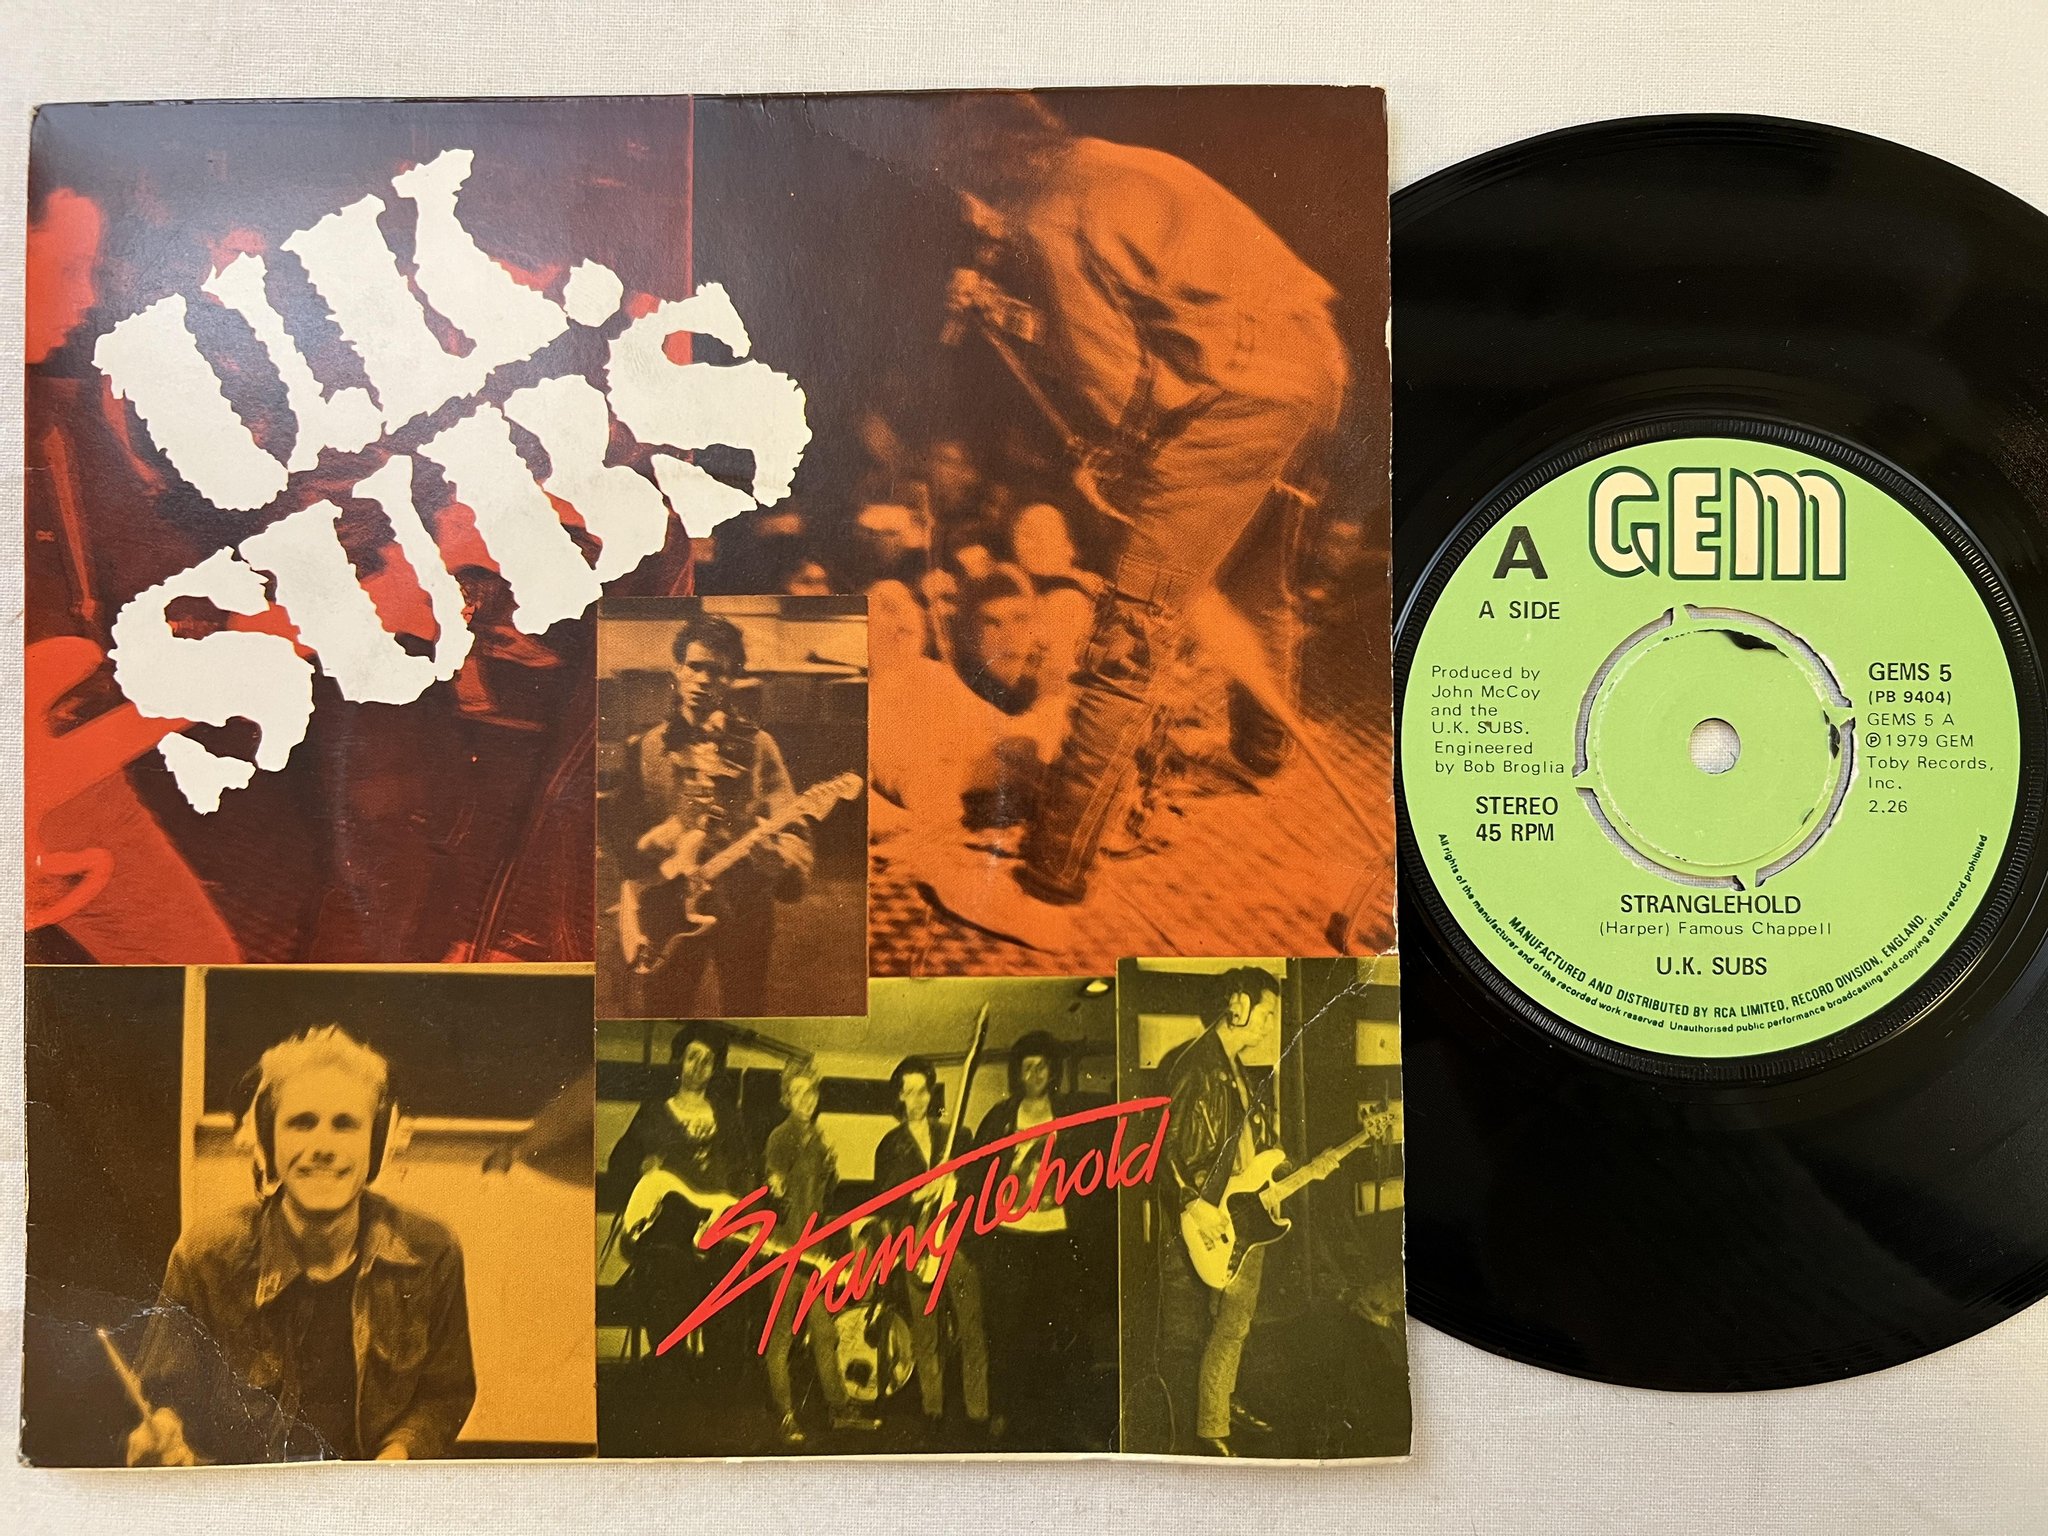 U.K.
SUBS
Stranglehold
GEM
A
A SIDE
Produced by
John McCoy
and the
U.K. SUBS.
Engineered
by Bob Broglia
STEREO
45 RPM
GEMS 5
(PB 9404)
GEMS 5 A
℗ 1979 GEM
Toby Records,
Inc.
2.26
STRANGLEHOLD
(Harper) Famous Chappell
U.K. SUBS
MANUFACTURED AND DISTRIBUTED BY RCA LIMITED, RECORD DIVISION, ENGLAND.
All rights of the manufacturer and of the recorded work reserved Unauthorised public performance broadcasting and copying of this record prohibited